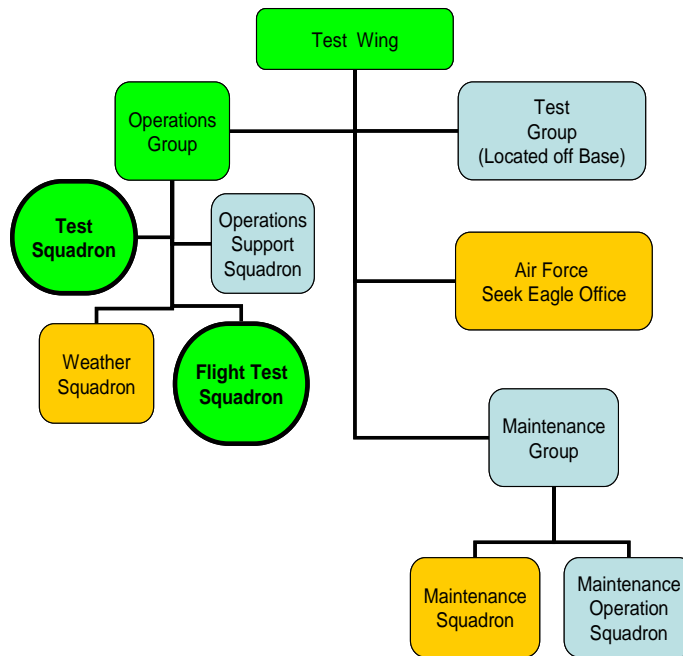 Test Wing
Operations
Group
Test
Group
(Located off Base)
Test
Squadron
Operations
Support
Squadron
Air Force
Seek Eagle Office
Weather
Squadron
Flight Test
Squadron
Maintenance
Group
Maintenance
Squadron
Maintenance
Operation
Squadron